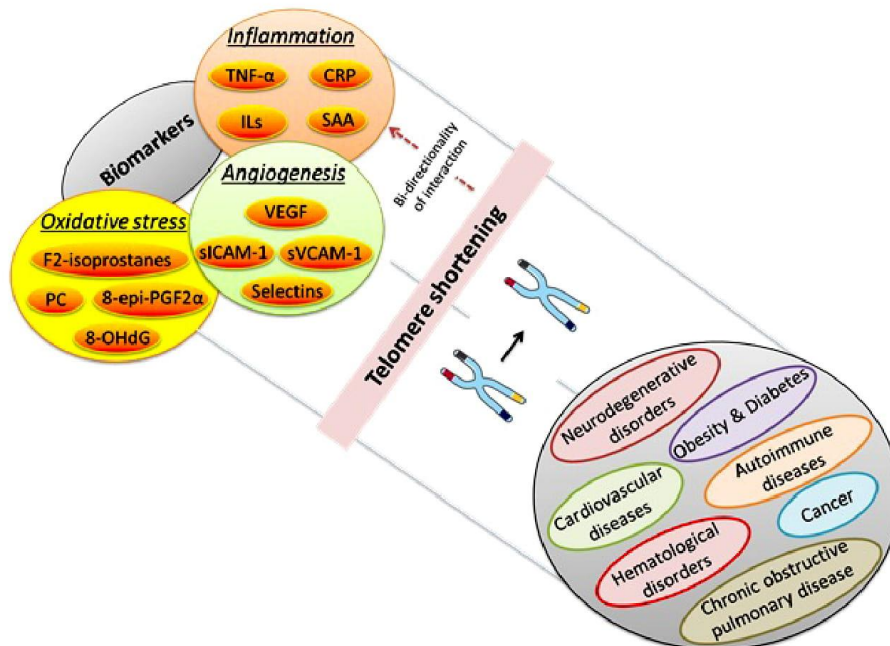 Inflammation
TNF-α
CRP
ILs
SAA
Biomarkers
Angiogenesis
VEGF
sICAM-1
sVCAM-1
Selectins
Oxidative stress
F2-isoprostanes
PC
8-epi-PGF2α
8-OHdG
Bi-directionality
of interaction
Telomere shortening
Neurodegenerative
disorders
Obesity & Diabetes
Autoimmune
diseases
Cardiovascular
diseases
Cancer
Hematological
disorders
Chronic obstructive
pulmonary disease